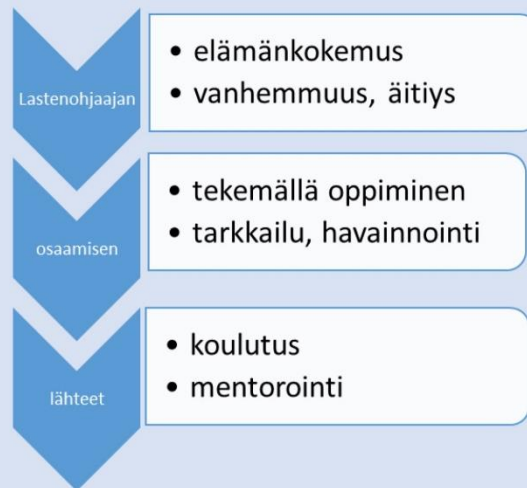 Lastenohjaajan
• elämänkokemus
• vanhemmuus, äitiys
osaamisen
• tekemällä oppiminen
• tarkkailu, havainnointi
lähteet
• koulutus
• mentorointi